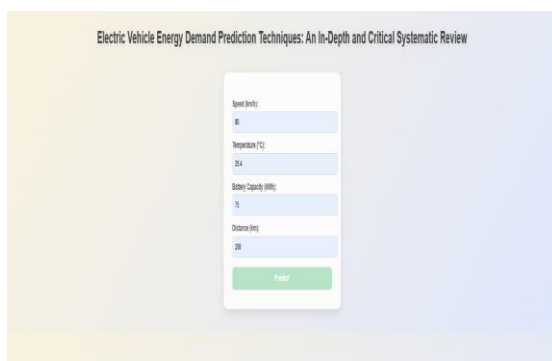 Electric Vehicle Energy Demand Prediction Techniques: An In-Depth and Critical Systematic Review
Speed (km/h):
80
Temperature (°C):
25.4
Battery Capacity (kWh):
75
Distance (km):
200
Predict